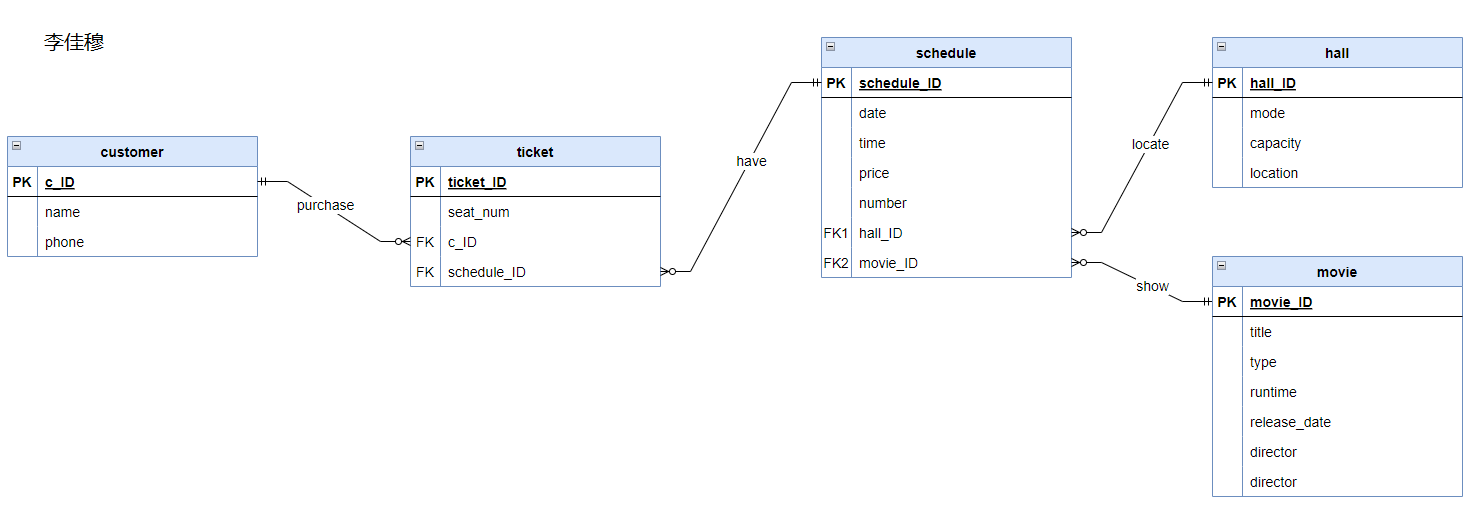 李佳穆
customer
PK c_ID
name
phone
purchase
ticket
PK ticket_ID
seat_num
FK c_ID
FK schedule_ID
have
schedule
PK schedule_ID
date
time
price
number
FK1 hall_ID
FK2 movie_ID
locate
show
hall
PK hall_ID
mode
capacity
location
movie
PK movie_ID
title
type
runtime
release_date
director
director